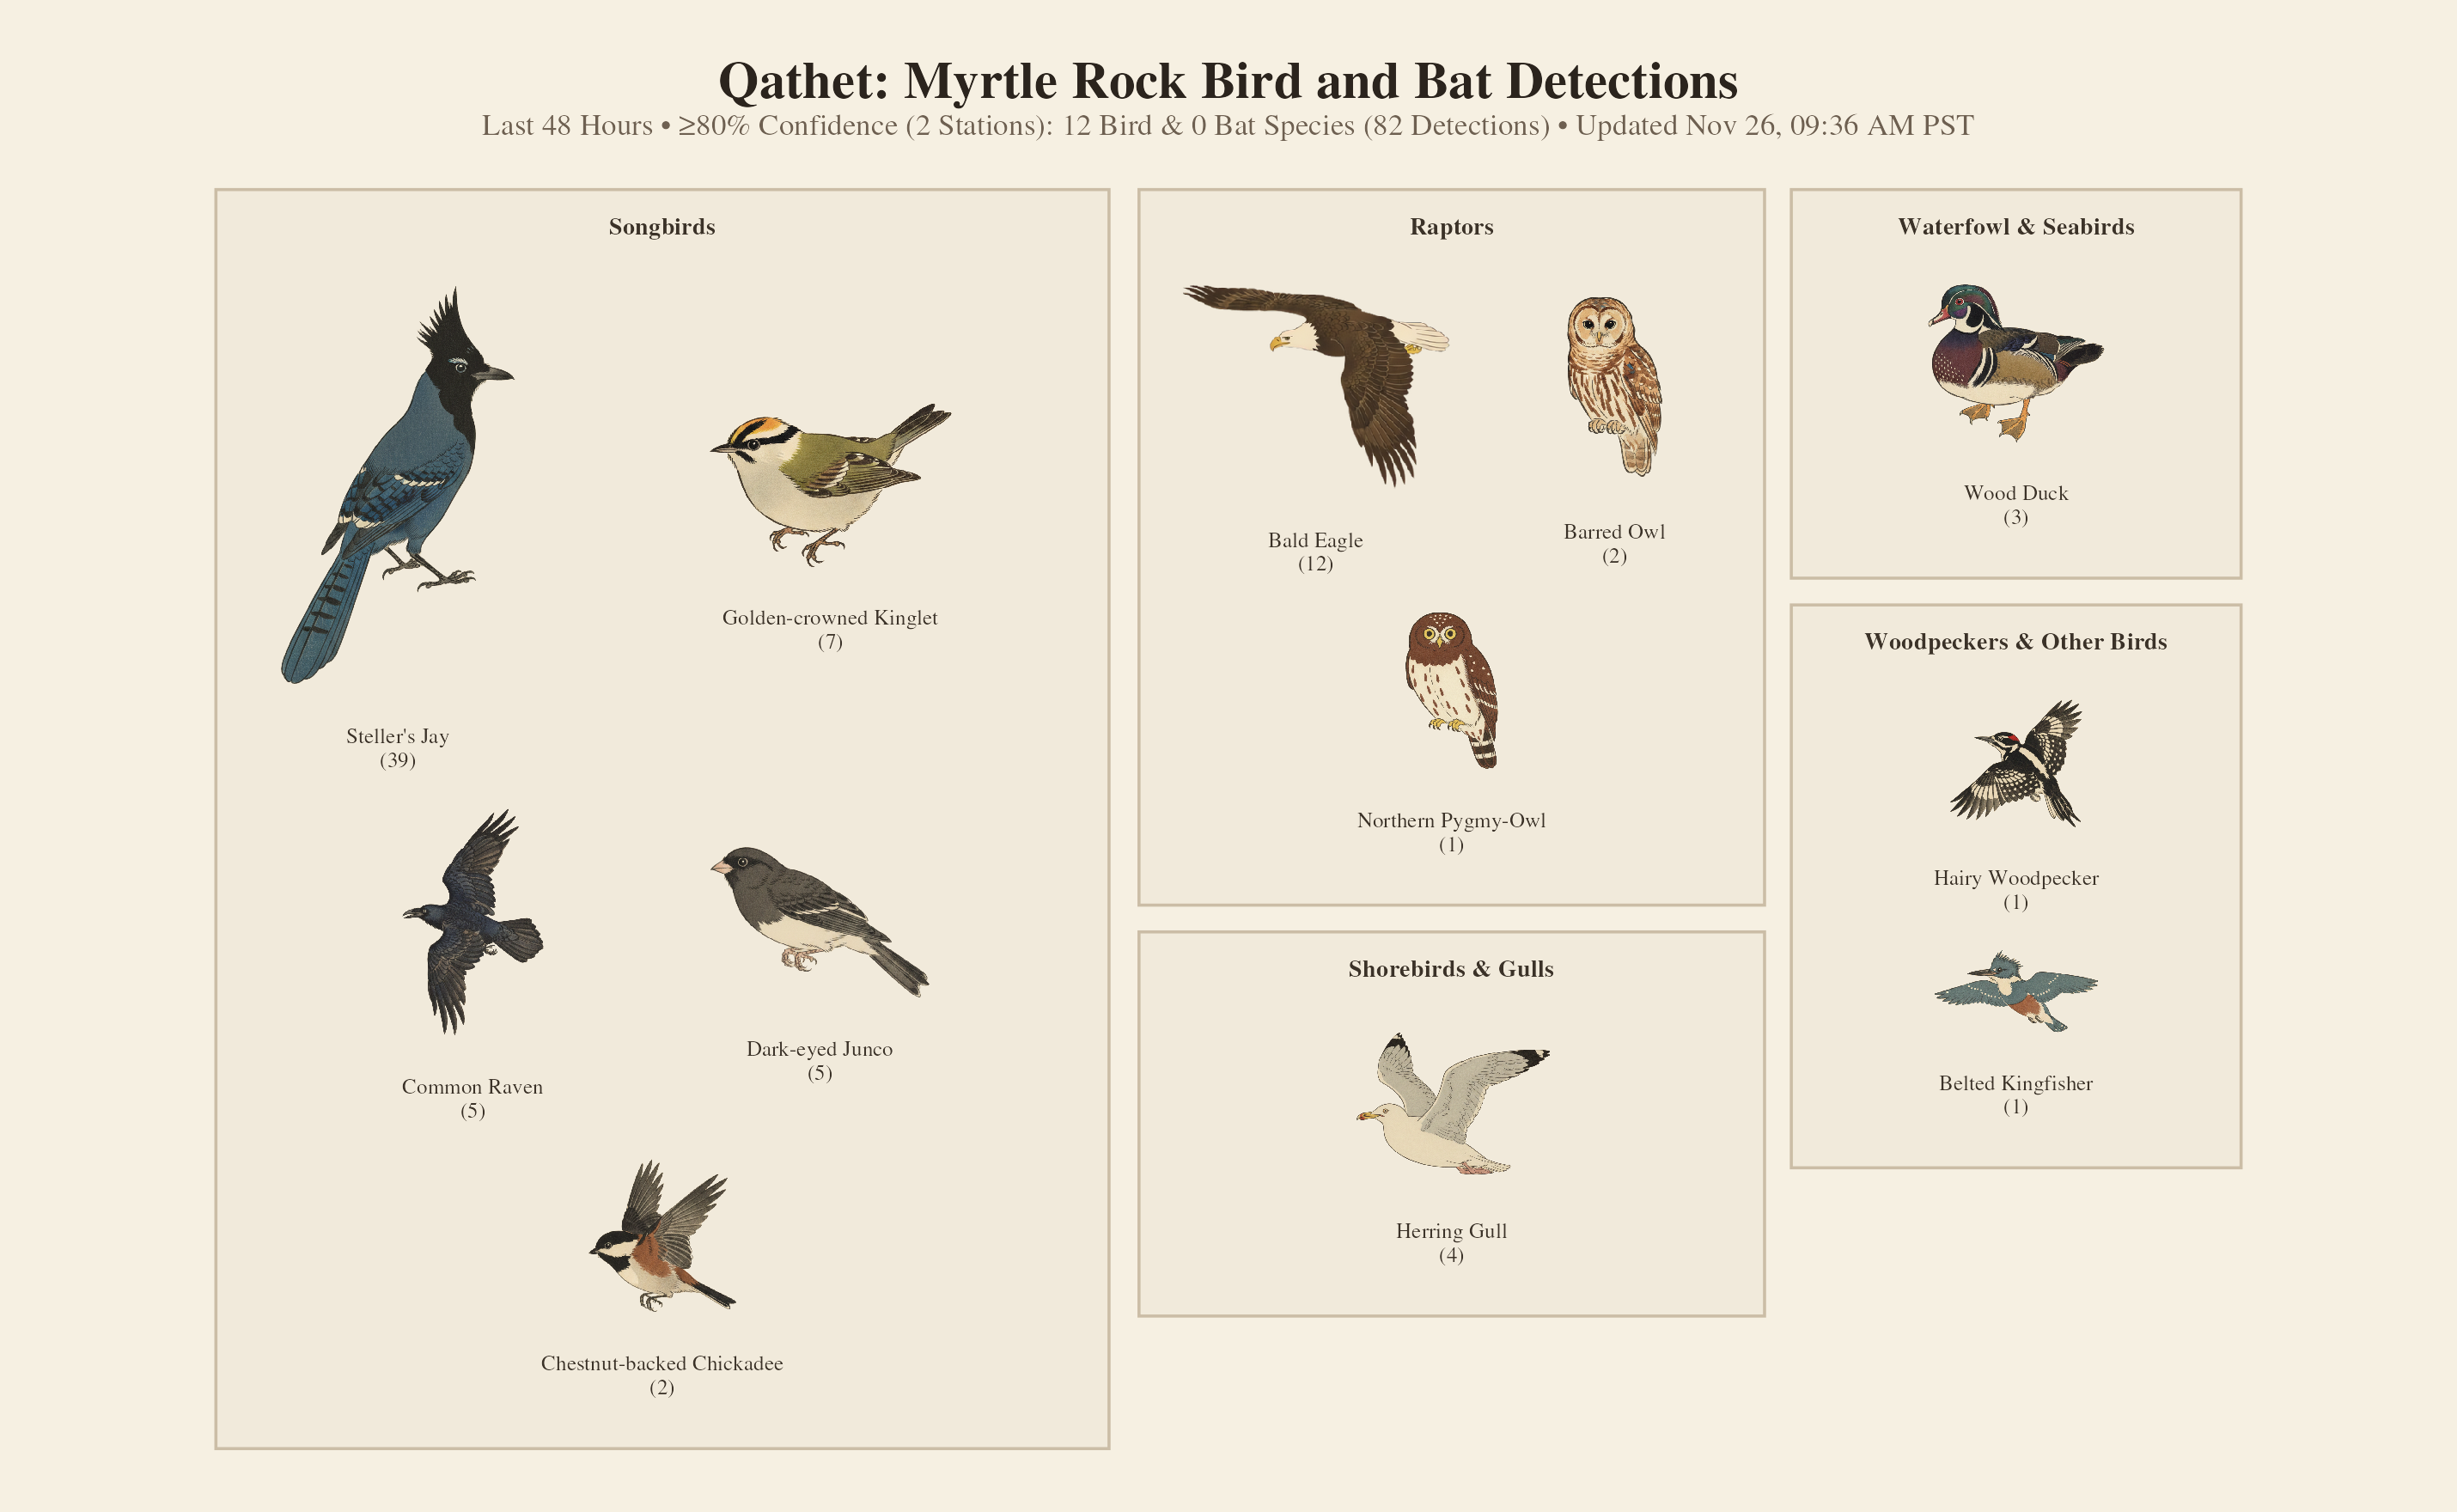 Qathet: Myrtle Rock Bird and Bat Detections
Last 48 Hours • ≥80% Confidence (2 Stations): 12 Bird & 0 Bat Species (82 Detections) • Updated Nov 26, 09:36 AM PST
Songbirds
Steller's Jay
(39)
Golden-crowned Kinglet
(7)
Common Raven
(5)
Dark-eyed Junco
(5)
Chestnut-backed Chickadee
(2)
Raptors
Bald Eagle
(12)
Barred Owl
(2)
Northern Pygmy-Owl
(1)
Shorebirds & Gulls
Herring Gull
(4)
Waterfowl & Seabirds
Wood Duck
(3)
Woodpeckers & Other Birds
Hairy Woodpecker
(1)
Belted Kingfisher
(1)